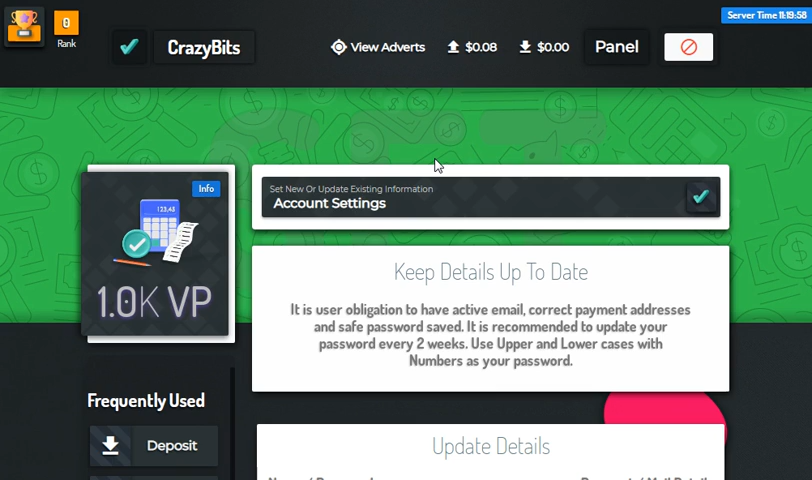 Server Time 11:19:58
0
Rank
CrazyBits
View Adverts
$0.08
$0.00
Panel
Info
123,45
1.0K VP
Set New Or Update Existing Information
Account Settings
Keep Details Up To Date
It is user obligation to have active email, correct payment addresses
and safe password saved. It is recommended to update your
password every 2 weeks. Use Upper and Lower cases with
Numbers as your password.
Frequently Used
Deposit
Update Details